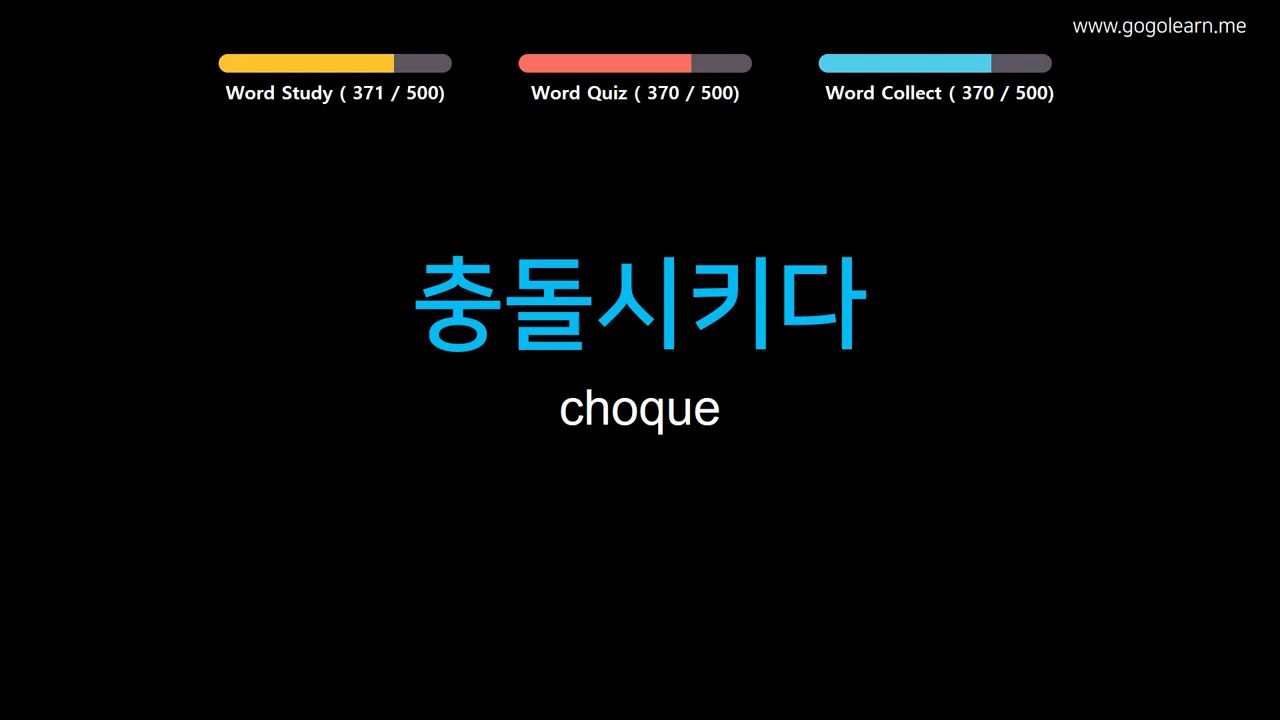 www.gogolearn.me
Word Study ( 371 / 500)
Word Quiz ( 370 / 500)
Word Collect ( 370 / 500)
충돌시키다
choque